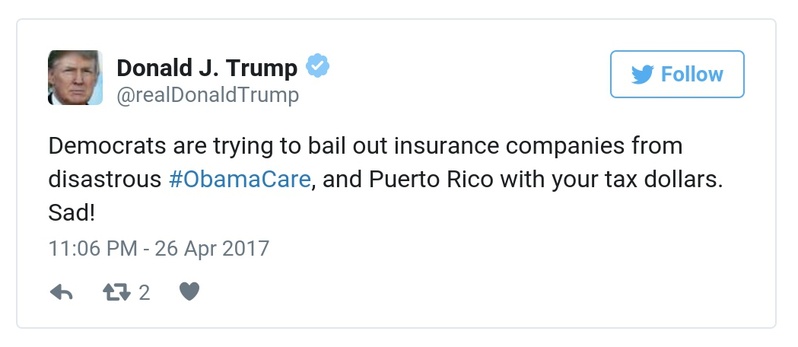 Donald J. Trump
@realDonaldTrump
Follow
Democrats are trying to bail out insurance companies from
disastrous #ObamaCare, and Puerto Rico with your tax dollars.
Sad!
11:06 PM - 26 Apr 2017
2